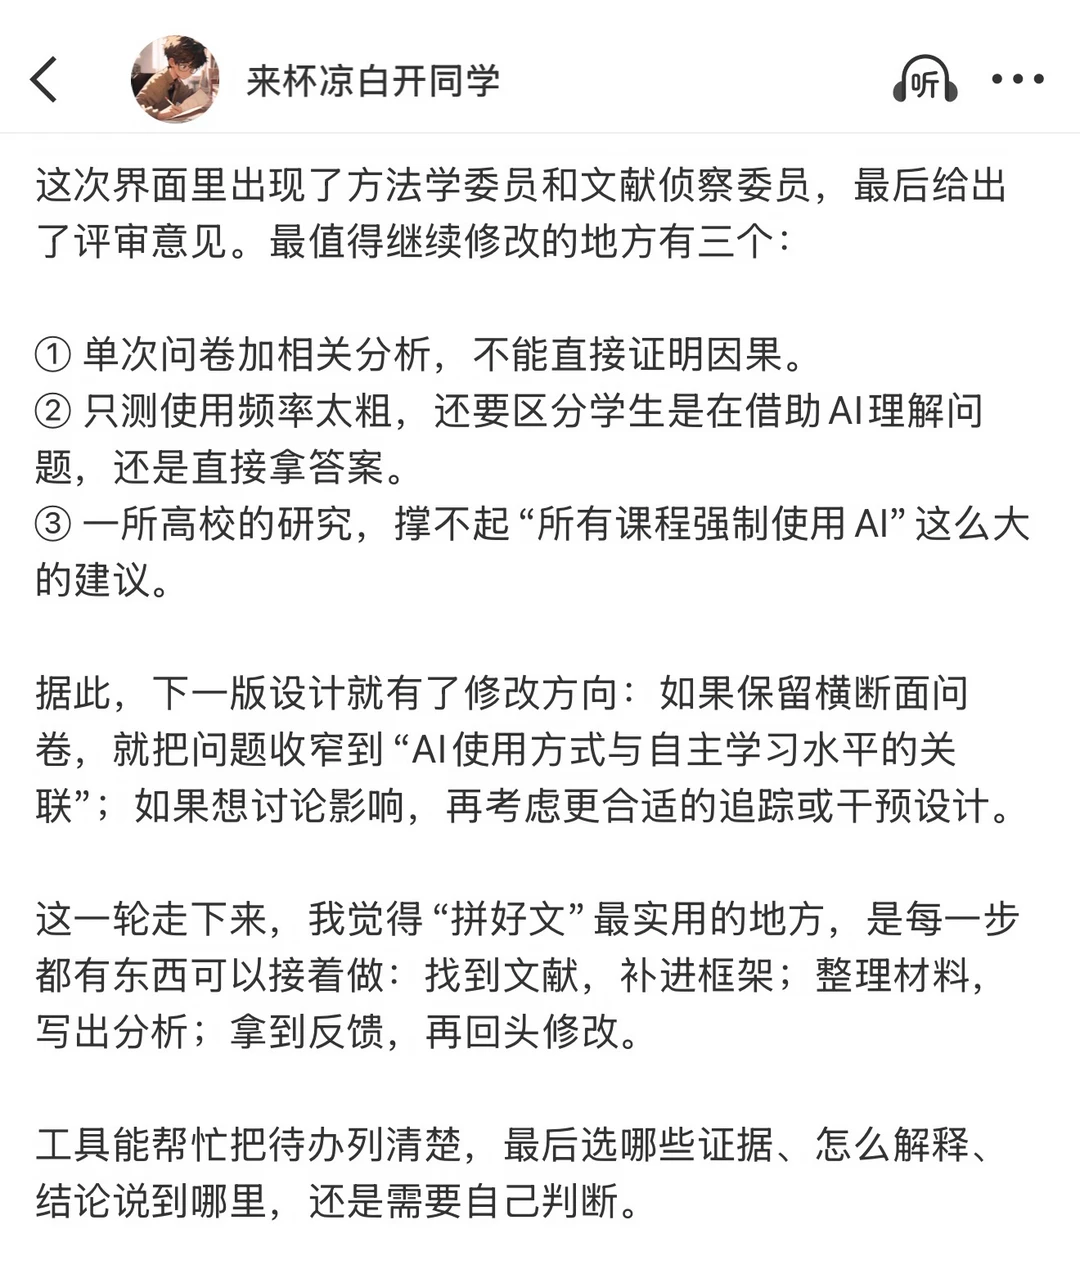 来杯凉白开同学
听
这次界面里出现了方法学委员和文献侦察委员，最后给出
了评审意见。最值得继续修改的地方有三个：
① 单次问卷加相关分析，不能直接证明因果。
② 只测使用频率太粗，还要区分学生是在借助AI理解问
题，还是直接拿答案。
③ 一所高校的研究，撑不起“所有课程强制使用AI”这么大
的建议。
据此，下一版设计就有了修改方向：如果保留横断面问
卷，就把问题收窄到“AI使用方式与自主学习水平的关
联”；如果想讨论影响，再考虑更合适的追踪或干预设计。
这一轮走下来，我觉得“拼好文”最实用的地方，是每一步
都有东西可以接着做：找到文献，补进框架；整理材料，
写出分析；拿到反馈，再回头修改。
工具能帮忙把待办列清楚，最后选哪些证据、怎么解释、
结论说到哪里，还是需要自己判断。